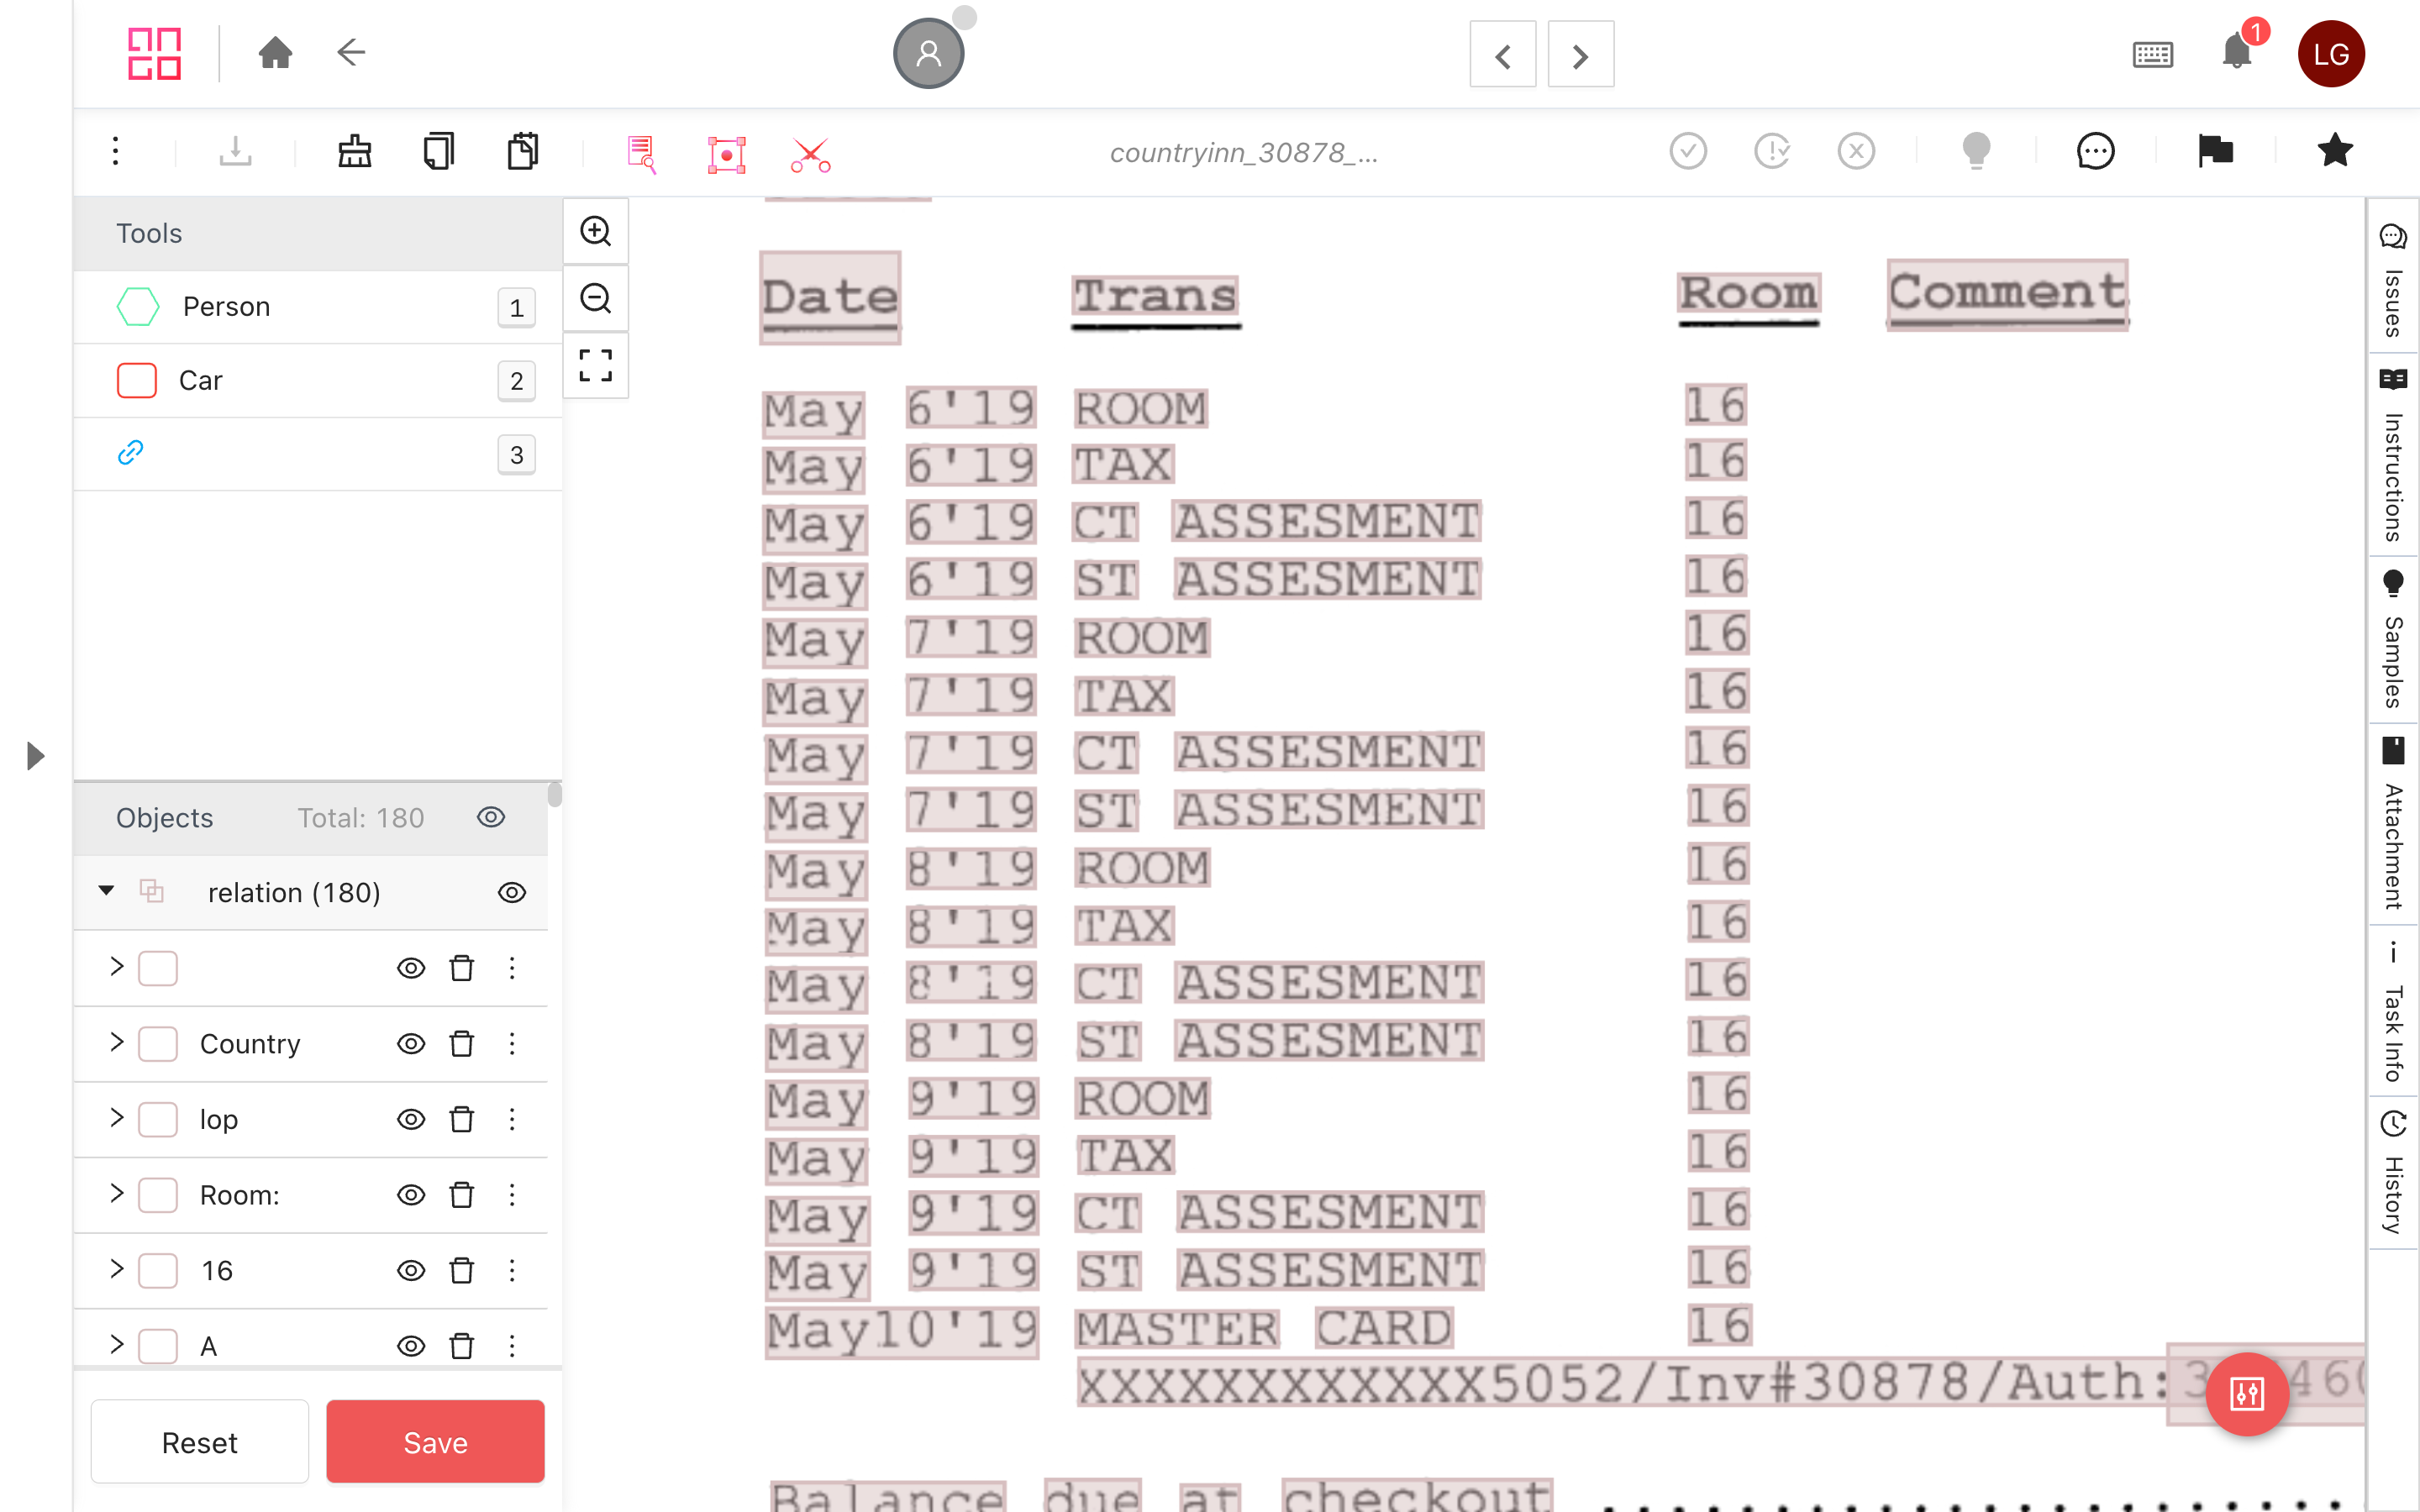 1
LG
countryinn_30878_...
Tools
Person 1
Car 2
3
Objects Total: 180
relation (180)
Country
lop
Room:
16
A
Reset Save
Date Trans Room Comment
May 6'19 ROOM 16
May 6'19 TAX 16
May 6'19 CT ASSESMENT 16
May 6'19 ST ASSESMENT 16
May 7'19 ROOM 16
May 7'19 TAX 16
May 7'19 CT ASSESMENT 16
May 7'19 ST ASSESMENT 16
May 8'19 ROOM 16
May 8'19 TAX 16
May 8'19 CT ASSESMENT 16
May 8'19 ST ASSESMENT 16
May 9'19 ROOM 16
May 9'19 TAX 16
May 9'19 CT ASSESMENT 16
May 9'19 ST ASSESMENT 16
May10'19 MASTER CARD 16
XXXXXXXXXXXX5052/Inv#30878/Auth:
Balance due at checkout
Issues
Instructions
Samples
Attachment
Task Info
History